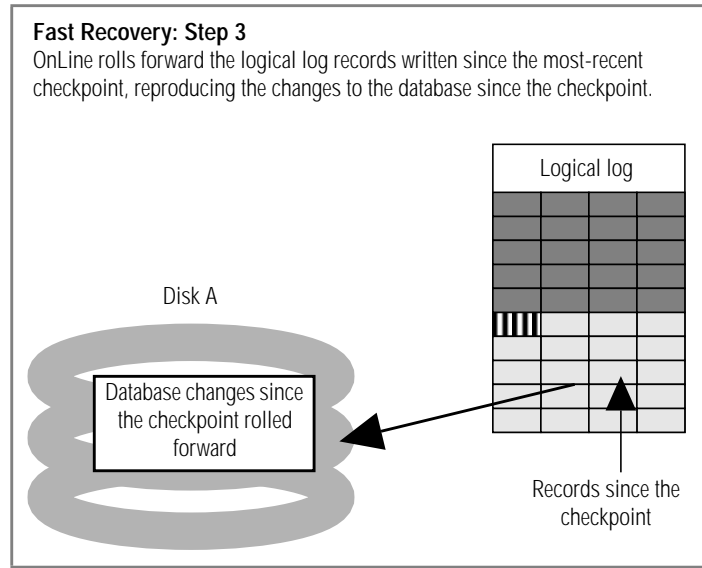 Fast Recovery: Step 3
OnLine rolls forward the logical log records written since the most-recent
checkpoint, reproducing the changes to the database since the checkpoint.
Logical log
Disk A
Database changes since
the checkpoint rolled
forward
Records since the
checkpoint